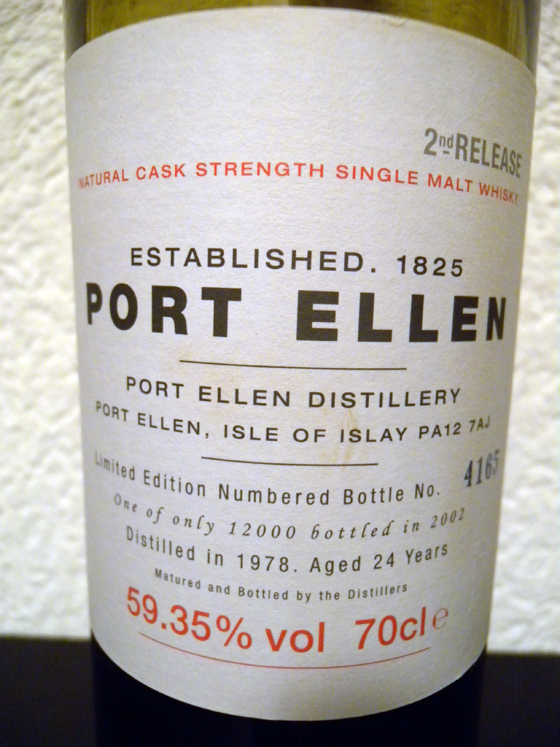 2nd RELEASE
NATURAL CASK STRENGTH SINGLE MALT WHISKY
ESTABLISHED. 1825
PORT ELLEN
PORT ELLEN DISTILLERY
PORT ELLEN, ISLE OF ISLAY PA12 7AJ
Limited Edition Numbered Bottle No. 4165
One of only 12000 bottled in 2002
Distilled in 1978. Aged 24 Years
Matured and Bottled by the Distillers
59.35% vol 70cl e